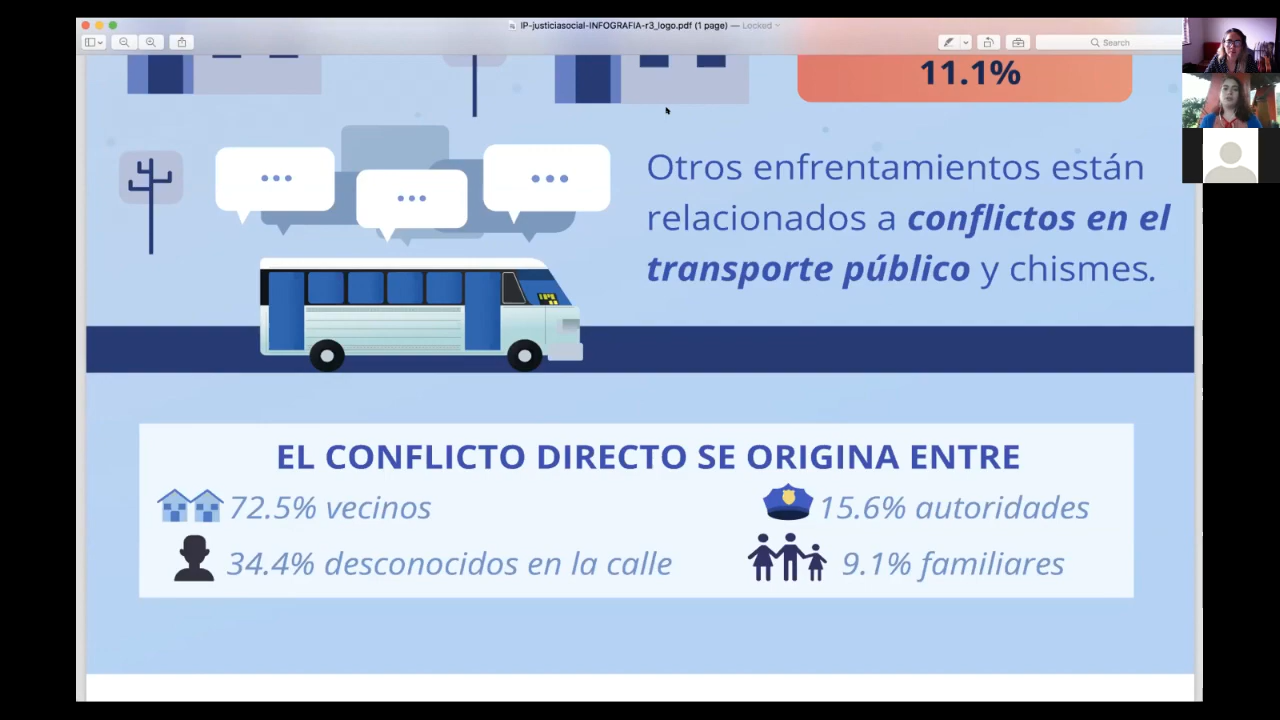 IP-justiciasocial-INFOGRAFIA-r3_logo.pdf (1 page) — Locked
Search
11.1%
Otros enfrentamientos están
relacionados a conflictos en el
transporte público y chismes.
EL CONFLICTO DIRECTO SE ORIGINA ENTRE
72.5% vecinos
15.6% autoridades
34.4% desconocidos en la calle
9.1% familiares